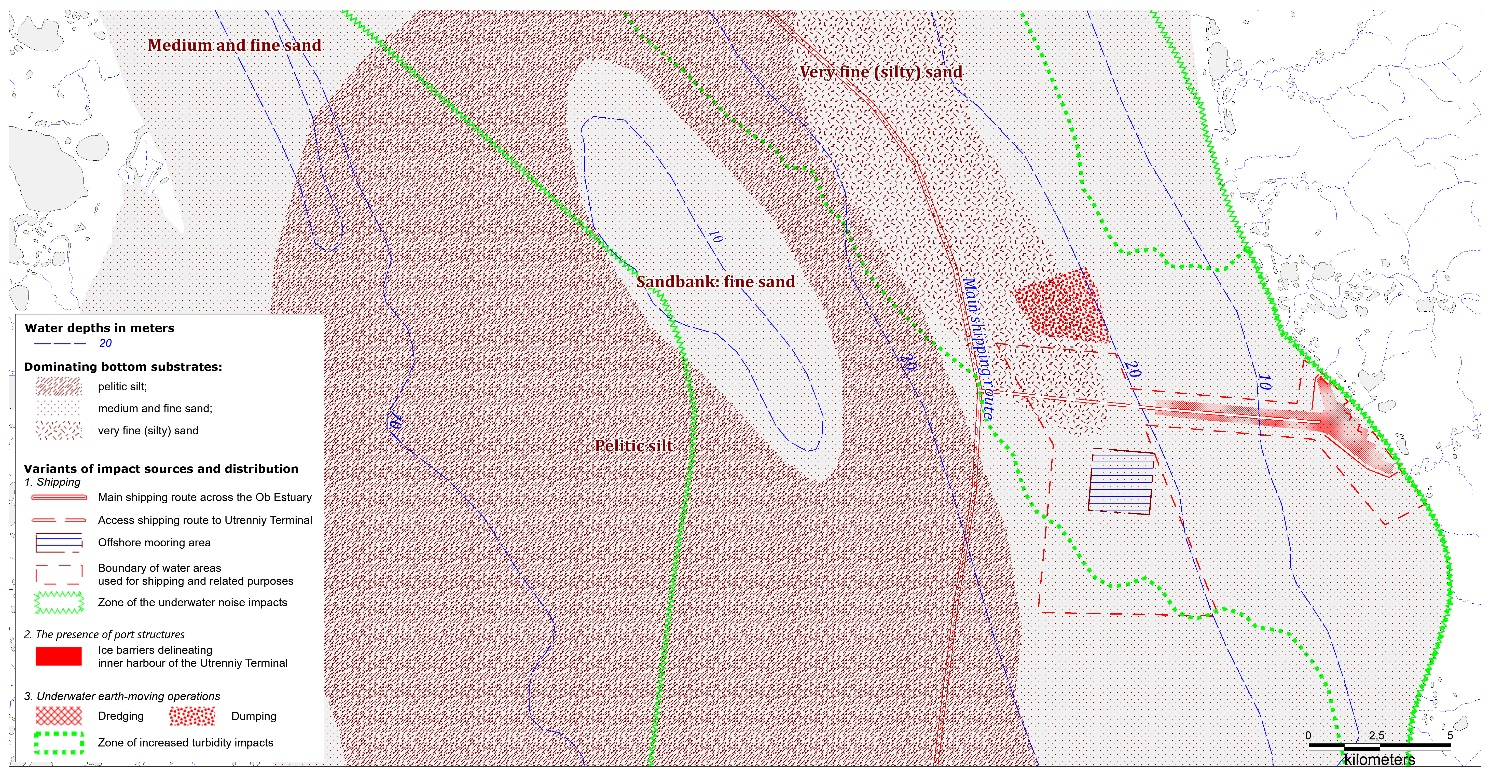 Medium and fine sand
Very fine (silty) sand
10
Sandbank: fine sand
Main shipping route
20
20
10
10
Pelitic silt
Water depths in meters
20
Dominating bottom substrates:
pelitic silt;
medium and fine sand;
very fine (silty) sand
Variants of impact sources and distribution
1. Shipping
Main shipping route across the Ob Estuary
Access shipping route to Utrenniy Terminal
Offshore mooring area
Boundary of water areas
used for shipping and related purposes
Zone of the underwater noise impacts
2. The presence of port structures
Ice barriers delineating
inner harbour of the Utrenniy Terminal
3. Underwater earth-moving operations
Dredging
Dumping
Zone of increased turbidity impacts
0 2,5 5
kilometers